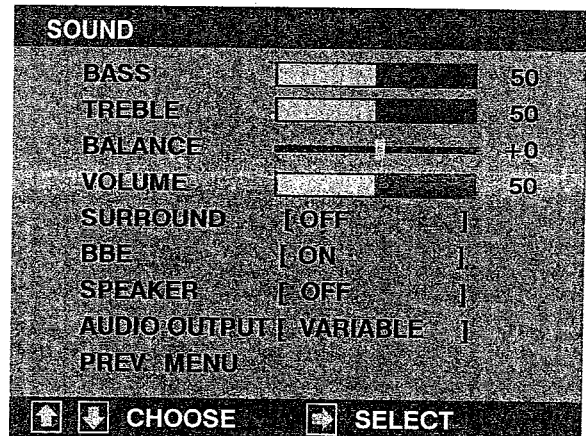 SOUND
BASS 50
TREBLE 50
BALANCE +0
VOLUME 50
SURROUND [ OFF ]
BBE [ ON ]
SPEAKER [ OFF ]
AUDIO OUTPUT [ VARIABLE ]
PREV. MENU
CHOOSE SELECT